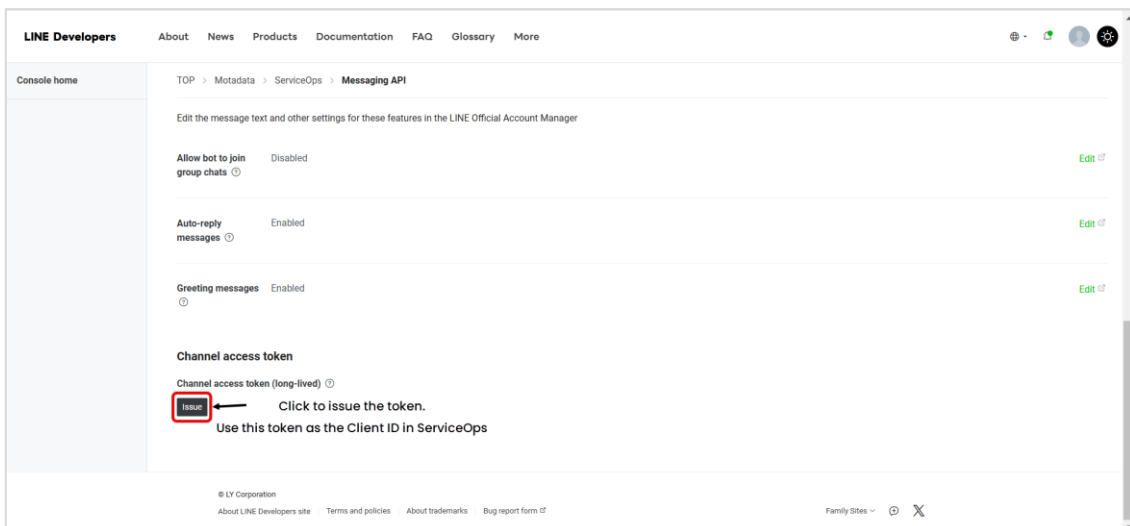 LINE Developers About News Products Documentation FAQ Glossary More
Console home
TOP > Motadata > ServiceOps > Messaging API
Edit the message text and other settings for these features in the LINE Official Account Manager
Allow bot to join group chats Disabled Edit
Auto-reply messages Enabled Edit
Greeting messages Enabled Edit
Channel access token
Channel access token (long-lived)
Issue Click to issue the token.
Use this token as the Client ID in ServiceOps
© LY Corporation
About LINE Developers site Terms and policies About trademarks Bug report form Family Sites